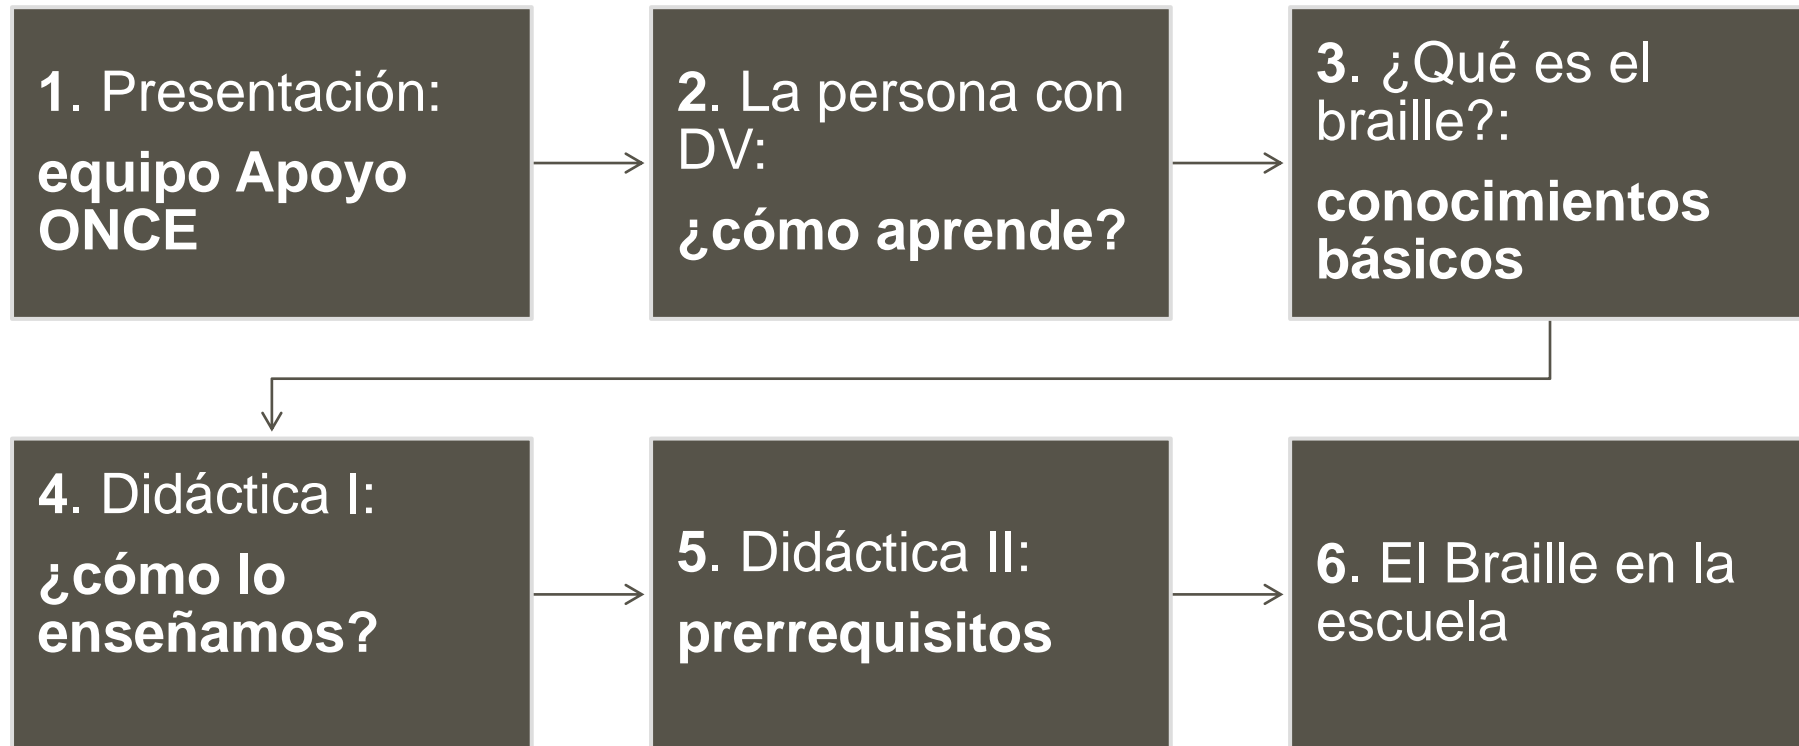 1. Presentación:
equipo Apoyo
ONCE
2. La persona con
DV:
¿cómo aprende?
3. ¿Qué es el
braille?:
conocimientos
básicos
4. Didáctica I:
¿cómo lo
enseñamos?
5. Didáctica II:
prerrequisitos
6. El Braille en la
escuela